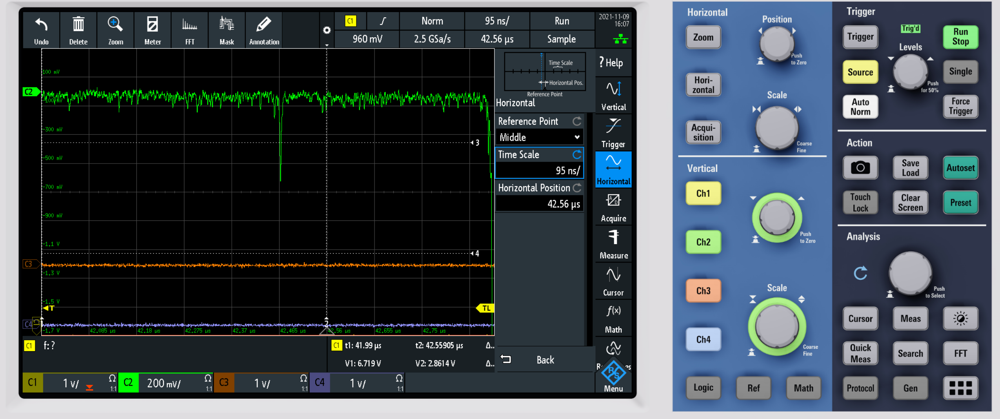 Undo
Delete
Zoom
Meter
FFT
Mask
Annotation
C1
Norm
95 ns/
Run
960 mV
2.5 GSa/s
42.56 µs
Sample
2021-11-09
16:07
100 mV
C2
-300 mV
-500 mV
-700 mV
-900 mV
-1.1 V
-1.3 V
-1.5 V
-1.7 V
3
4
C3
T
TL
C4
2
42.085 µs
42.18 µs
42.275 µs
42.37 µs
42.465 µs
42.56 µs
42.655 µs
42.75 µs
Time Scale
Horizontal Pos.
Reference Point
Horizontal
Reference Point
Middle
Time Scale
95 ns/
Horizontal Position
42.56 µs
Back
? Help
Vertical
Trigger
Horizontal
Acquire
Measure
Cursor
f(x)
Math
R&S
Menu
C1 f: ?
C1 t1: 41.99 µs t2: 42.55905 µs Δ..
V1: 6.719 V V2: 2.8614 V Δ..
C1 1 V/ Ω 1:1
C2 200 mV/ Ω 1:1
C3 1 V/ Ω 1:1
C4 1 V/ Ω 1:1
Horizontal
Position
Zoom
Push
to Zero
Hori-
zontal
Scale
Acqui-
sition
Coarse
Fine
Vertical
Ch1
Ch2
Push
to Zero
Ch3
Scale
Ch4
Coarse
Fine
Logic
Ref
Math
Trigger
Trigger
Trig'd
Run
Stop
Levels
Source
Single
Push
for 50%
Auto
Norm
Force
Trigger
Action
Save
Load
Autoset
Touch
Lock
Clear
Screen
Preset
Analysis
Push
to Select
Cursor
Meas
Quick
Meas
Search
FFT
Protocol
Gen